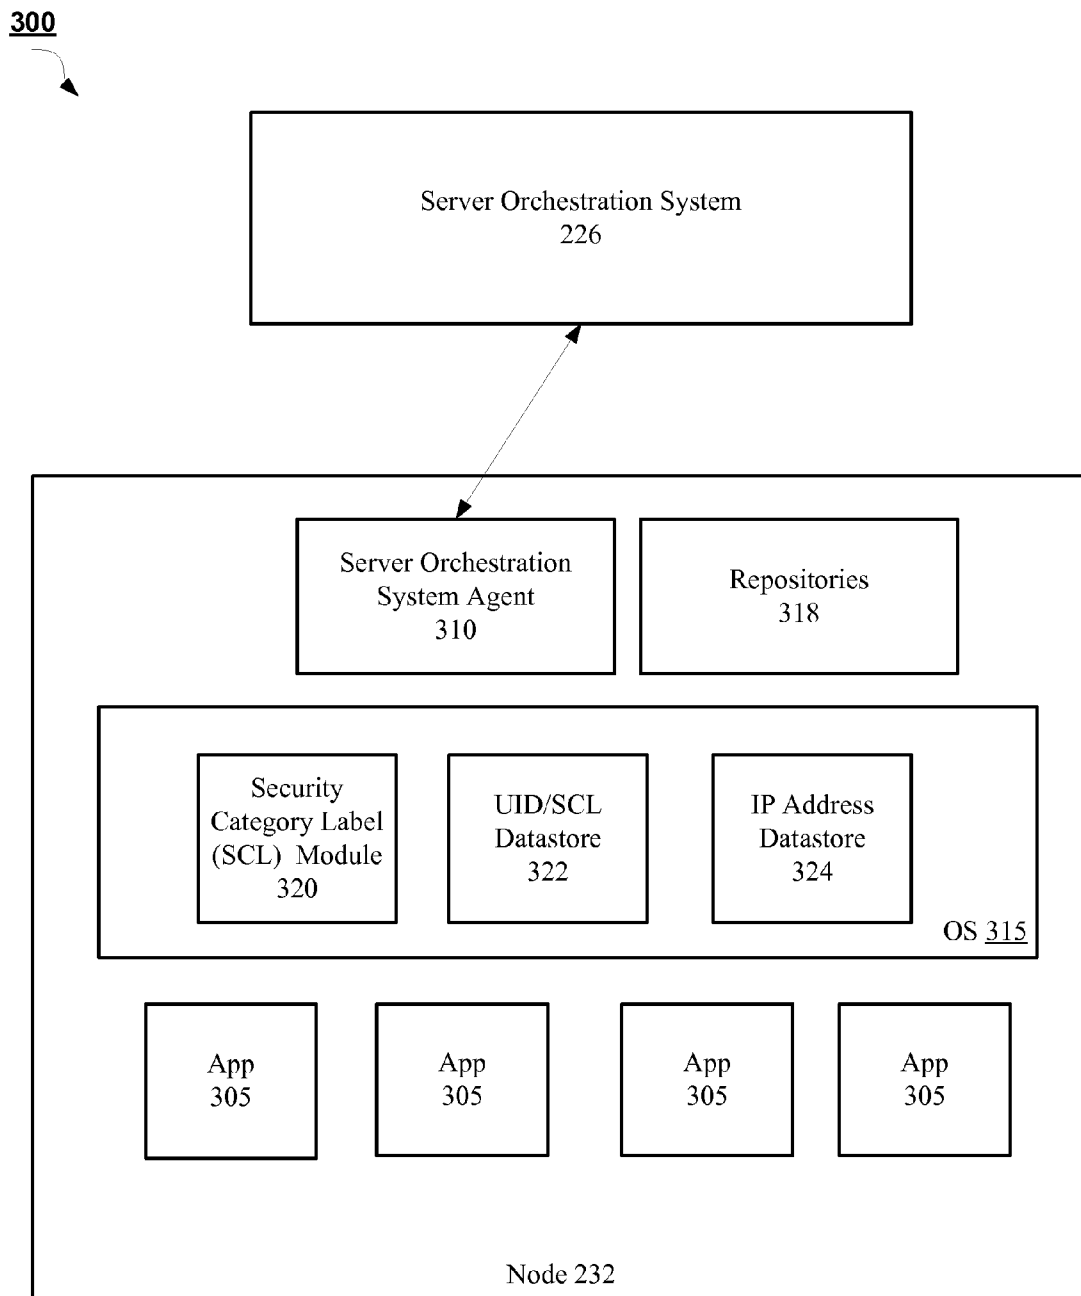 300
Server Orchestration System
226
Server Orchestration
System Agent
310
Repositories
318
Security
Category Label
(SCL) Module
320
UID/SCL
Datastore
322
IP Address
Datastore
324
OS 315
App
305
App
305
App
305
App
305
Node 232